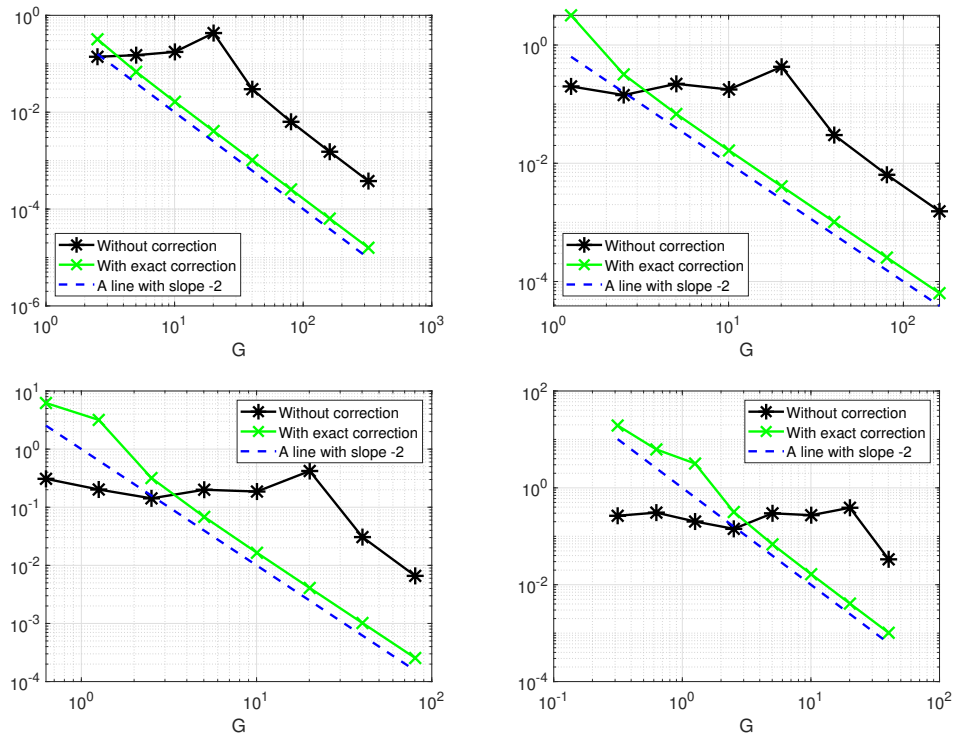 10^0
10^-2
10^-4
10^-6
10^0
10^1
10^2
10^3
G
Without correction
With exact correction
A line with slope -2
10^0
10^-2
10^-4
10^0
10^1
10^2
G
Without correction
With exact correction
A line with slope -2
10^1
10^0
10^-1
10^-2
10^-3
10^-4
10^0
10^1
10^2
G
Without correction
With exact correction
A line with slope -2
10^2
10^0
10^-2
10^-4
10^-1
10^0
10^1
10^2
G
Without correction
With exact correction
A line with slope -2